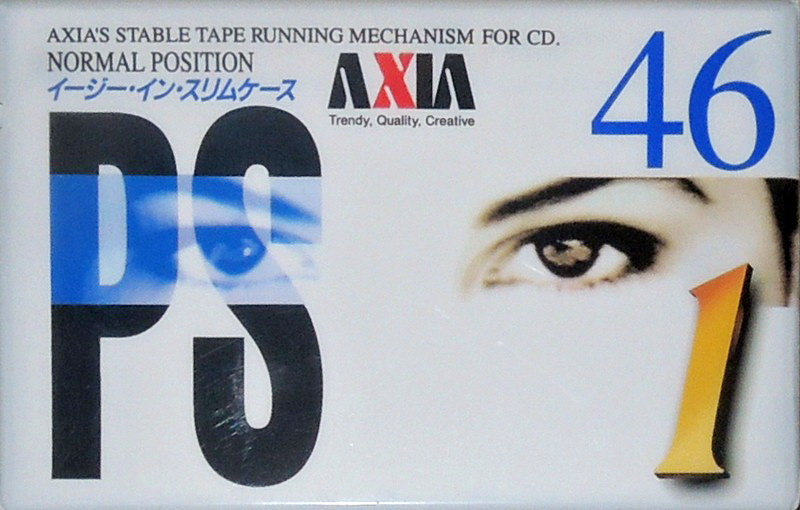 AXIA'S STABLE TAPE RUNNING MECHANISM FOR CD.
NORMAL POSITION
イージー・イン・スリムケース
AXIA
Trendy, Quality, Creative
46
PS
1